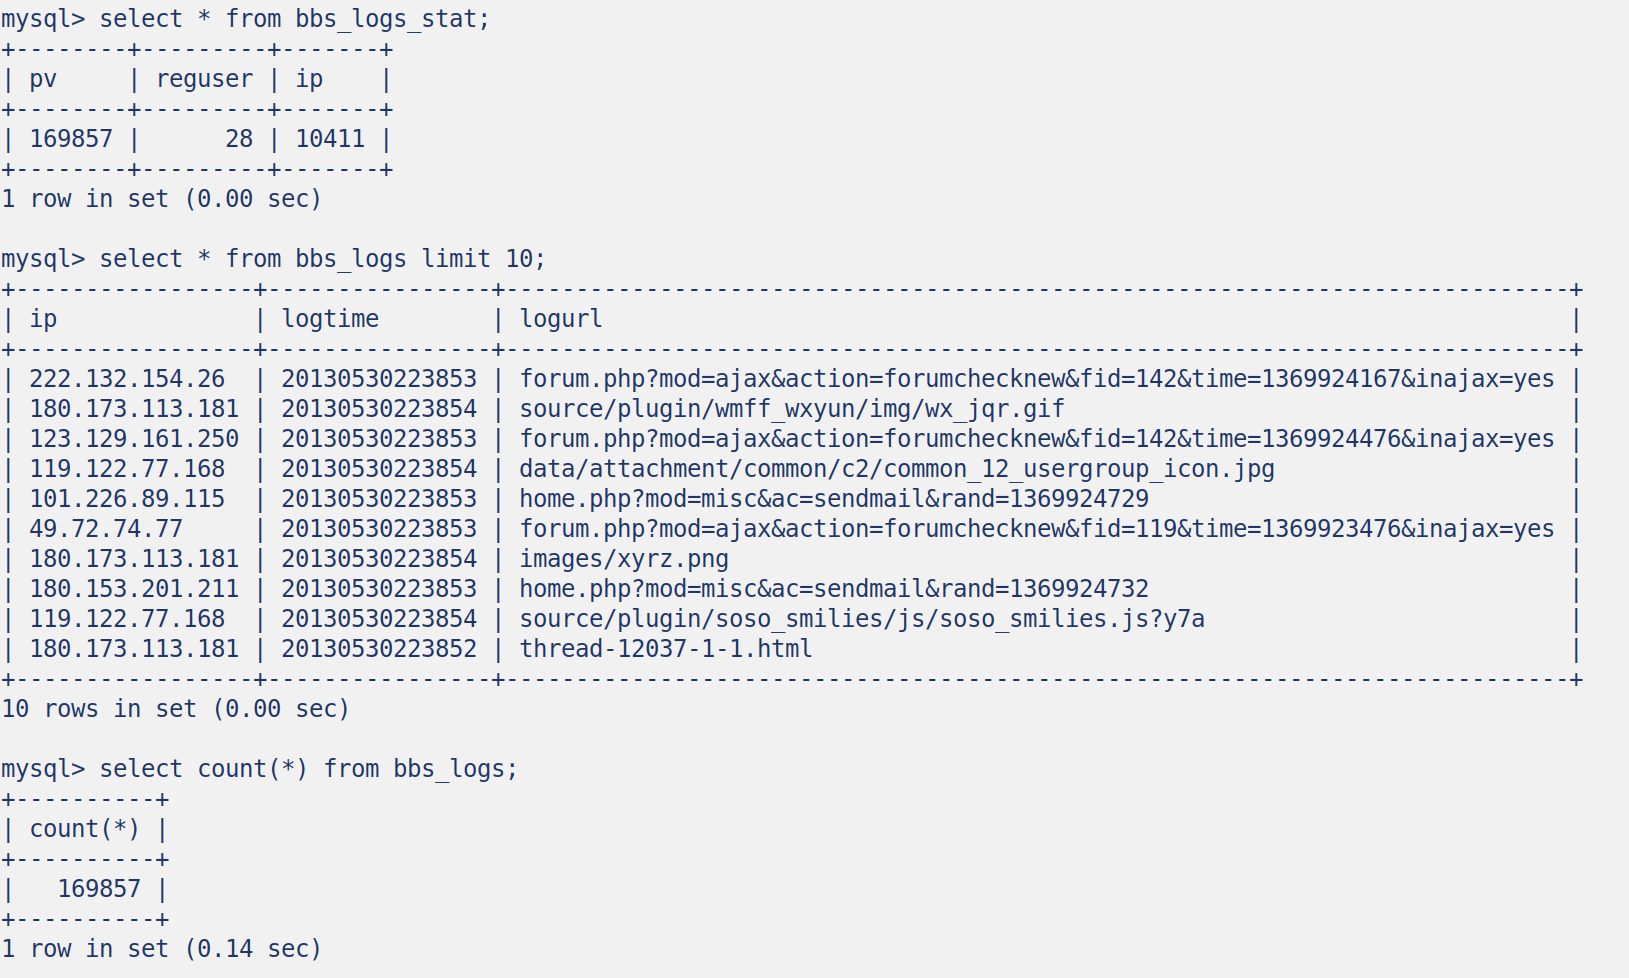 mysql> select * from bbs_logs_stat;
+--------+---------+-------+
| pv     | reguser | ip    |
+--------+---------+-------+
| 169857 |      28 | 10411 |
+--------+---------+-------+
1 row in set (0.00 sec)

mysql> select * from bbs_logs limit 10;
+-----------------+----------------+----------------------------------------------------------------------------+
| ip              | logtime        | logurl                                                                     |
+-----------------+----------------+----------------------------------------------------------------------------+
| 222.132.154.26  | 20130530223853 | forum.php?mod=ajax&action=forumchecknew&fid=142&time=1369924167&inajax=yes |
| 180.173.113.181 | 20130530223854 | source/plugin/wmff_wxyun/img/wx_jqr.gif                                    |
| 123.129.161.250 | 20130530223853 | forum.php?mod=ajax&action=forumchecknew&fid=142&time=1369924476&inajax=yes |
| 119.122.77.168  | 20130530223854 | data/attachment/common/c2/common_12_usergroup_icon.jpg                     |
| 101.226.89.115  | 20130530223853 | home.php?mod=misc&ac=sendmail&rand=1369924729                              |
| 49.72.74.77     | 20130530223853 | forum.php?mod=ajax&action=forumchecknew&fid=119&time=1369923476&inajax=yes |
| 180.173.113.181 | 20130530223854 | images/xyrz.png                                                            |
| 180.153.201.211 | 20130530223853 | home.php?mod=misc&ac=sendmail&rand=1369924732                              |
| 119.122.77.168  | 20130530223854 | source/plugin/soso_smilies/js/soso_smilies.js?y7a                          |
| 180.173.113.181 | 20130530223852 | thread-12037-1-1.html                                                      |
+-----------------+----------------+----------------------------------------------------------------------------+
10 rows in set (0.00 sec)

mysql> select count(*) from bbs_logs;
+----------+
| count(*) |
+----------+
|   169857 |
+----------+
1 row in set (0.14 sec)